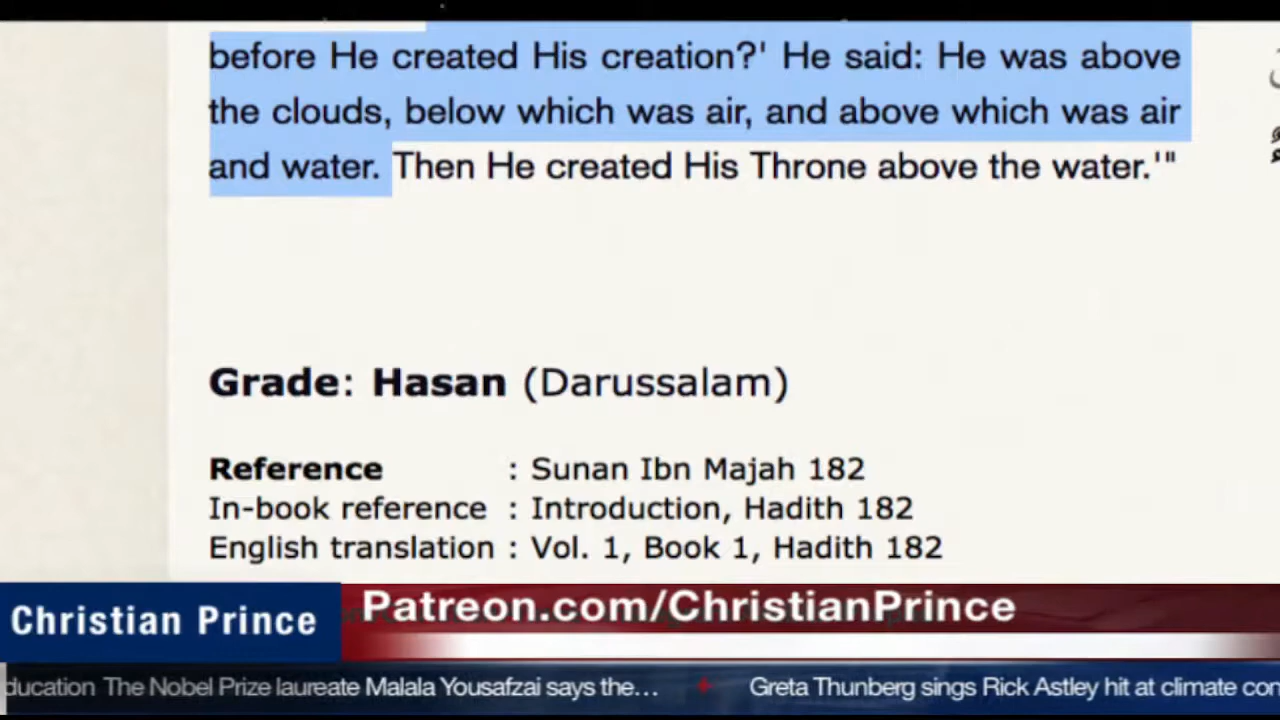 before He created His creation?' He said: He was above
the clouds, below which was air, and above which was air
and water. Then He created His Throne above the water.'"
Grade: Hasan (Darussalam)
Reference : Sunan Ibn Majah 182
In-book reference : Introduction, Hadith 182
English translation : Vol. 1, Book 1, Hadith 182
Christian Prince
Patreon.com/ChristianPrince
ducation The Nobel Prize laureate Malala Yousafzai says the... Greta Thunberg sings Rick Astley hit at climate con